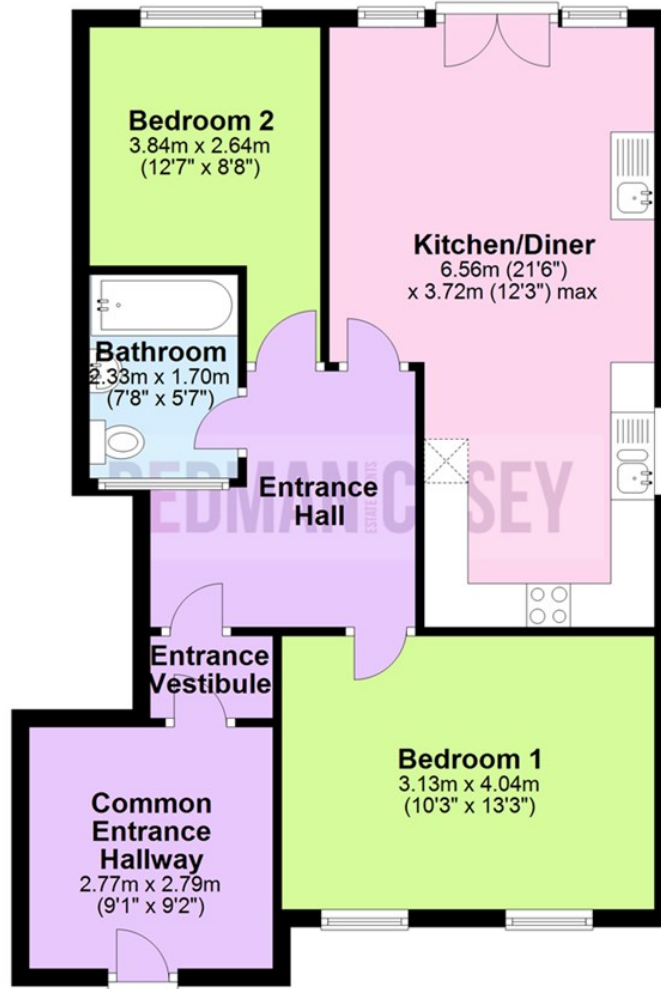 Bedroom 2
3.84m x 2.64m
(12'7" x 8'8")
Kitchen/Diner
6.56m (21'6")
x 3.72m (12'3") max
Bathroom
2.33m x 1.70m
(7'8" x 5'7")
Entrance
Hall
Entrance
Vestibule
Bedroom 1
3.13m x 4.04m
(10'3" x 13'3")
Common
Entrance
Hallway
2.77m x 2.79m
(9'1" x 9'2")